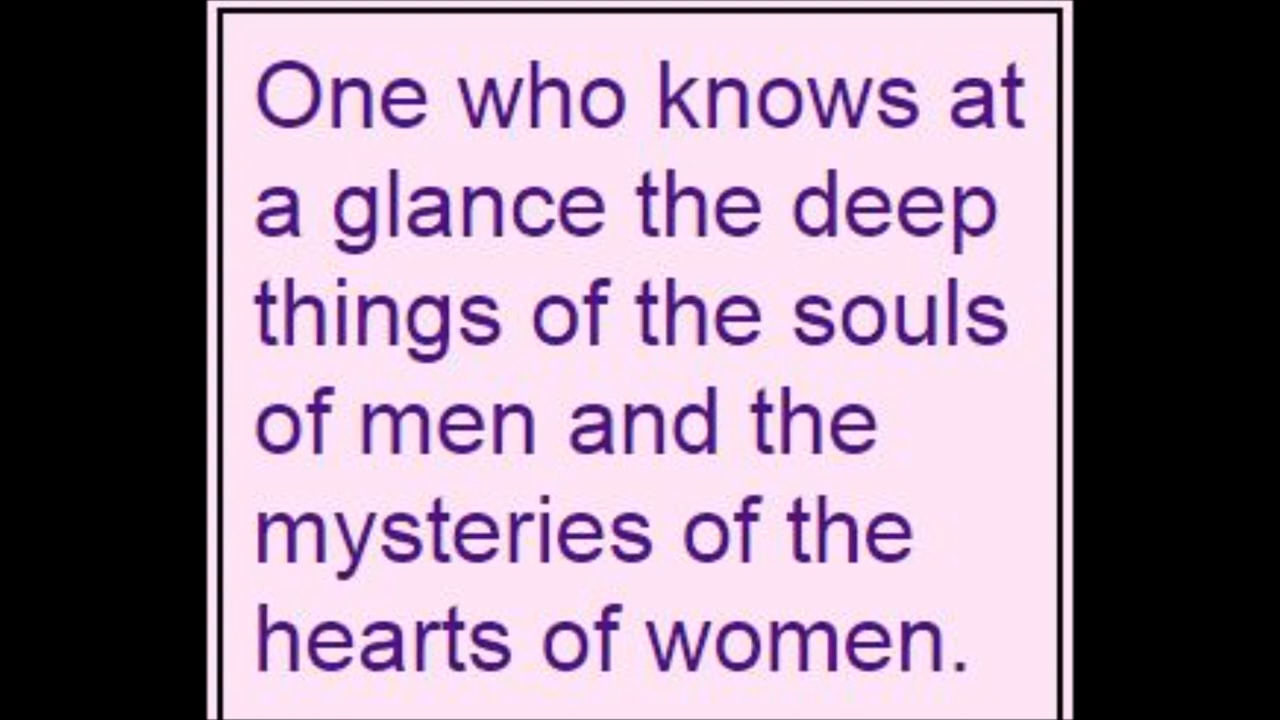 One who knows at
a glance the deep
things of the souls
of men and the
mysteries of the
hearts of women.